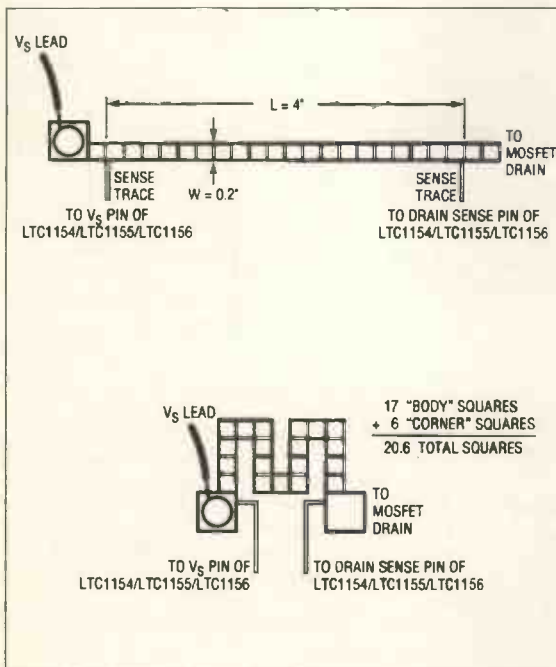 VS LEAD
L = 4"
TO
MOSFET
DRAIN
SENSE
TRACE
W = 0.2"
SENSE
TRACE
TO VS PIN OF
LTC1154/LTC1155/LTC1156
TO DRAIN SENSE PIN OF
LTC1154/LTC1155/LTC1156
VS LEAD
17 "BODY" SQUARES
+ 6 "CORNER" SQUARES
20.6 TOTAL SQUARES
TO
MOSFET
DRAIN
TO VS PIN OF
LTC1154/LTC1155/LTC1156
TO DRAIN SENSE PIN OF
LTC1154/LTC1155/LTC1156